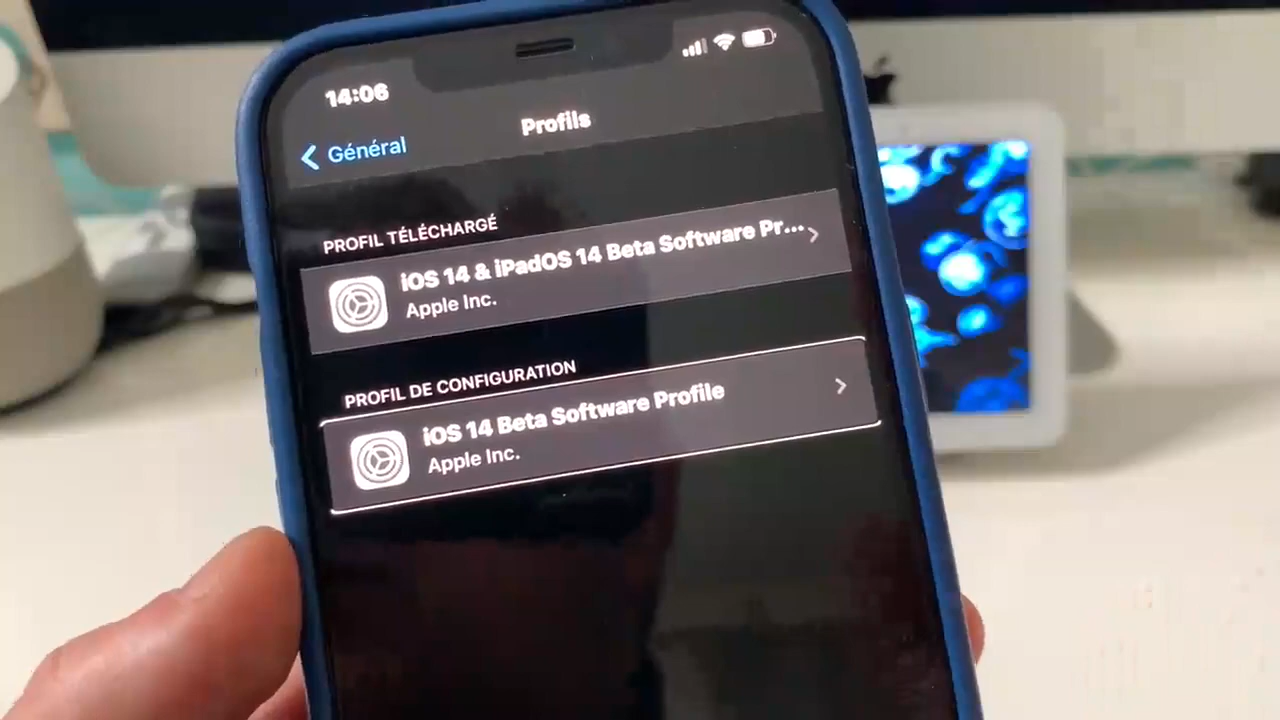 14:06
Général
Profils
PROFIL TÉLÉCHARGÉ
iOS 14 & iPadOS 14 Beta Software Pr...
Apple Inc.
PROFIL DE CONFIGURATION
iOS 14 Beta Software Profile
Apple Inc.